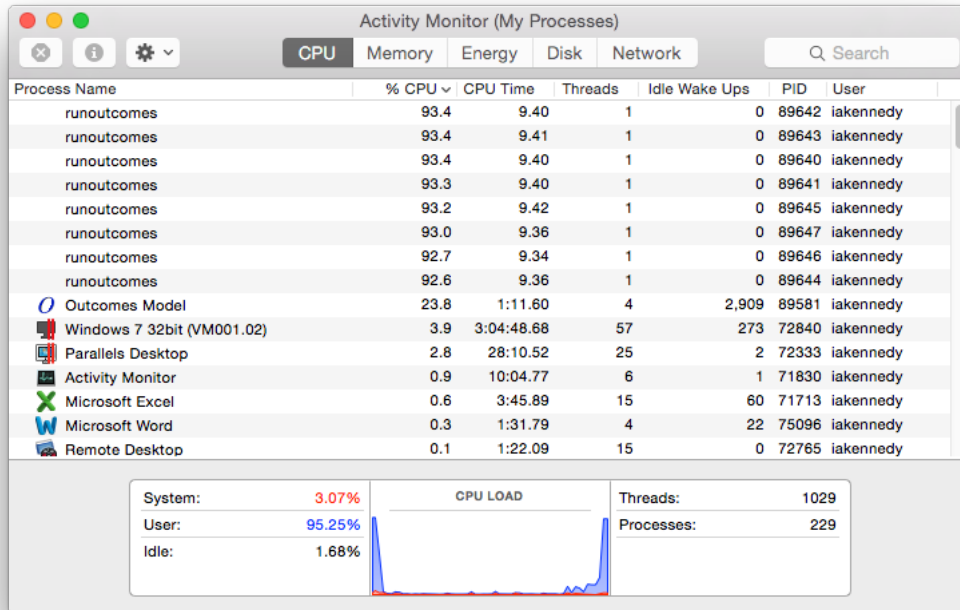 Activity Monitor (My Processes)
CPU Memory Energy Disk Network Search
Process Name % CPU CPU Time Threads Idle Wake Ups PID User
runoutcomes 93.4 9.40 1 0 89642 iakennedy
runoutcomes 93.4 9.41 1 0 89643 iakennedy
runoutcomes 93.4 9.40 1 0 89640 iakennedy
runoutcomes 93.3 9.40 1 0 89641 iakennedy
runoutcomes 93.2 9.42 1 0 89645 iakennedy
runoutcomes 93.0 9.36 1 0 89647 iakennedy
runoutcomes 92.7 9.34 1 0 89646 iakennedy
runoutcomes 92.6 9.36 1 0 89644 iakennedy
Outcomes Model 23.8 1:11.60 4 2,909 89581 iakennedy
Windows 7 32bit (VM001.02) 3.9 3:04:48.68 57 273 72840 iakennedy
Parallels Desktop 2.8 28:10.52 25 2 72333 iakennedy
Activity Monitor 0.9 10:04.77 6 1 71830 iakennedy
Microsoft Excel 0.6 3:45.89 15 60 71713 iakennedy
Microsoft Word 0.3 1:31.79 4 22 75096 iakennedy
Remote Desktop 0.1 1:22.09 15 0 72765 iakennedy
System: 3.07% CPU LOAD Threads: 1029
User: 95.25% Processes: 229
Idle: 1.68%